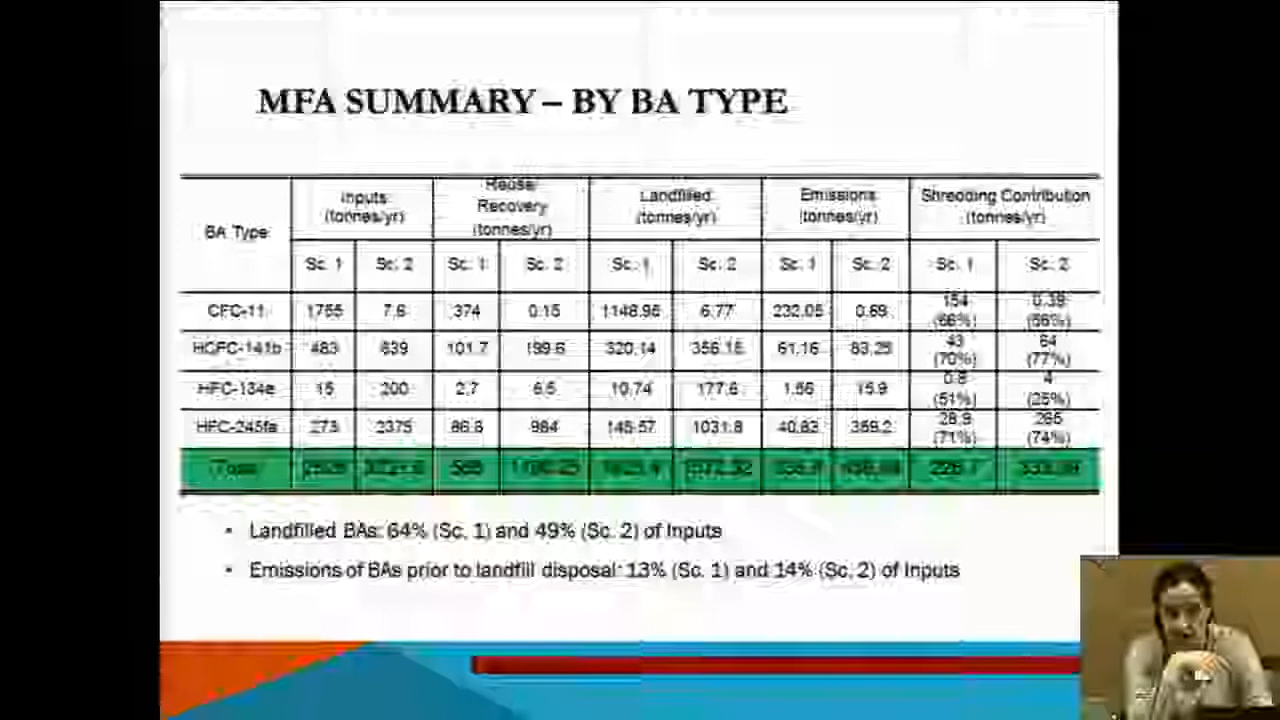 MFA SUMMARY – BY BA TYPE
BA Type Inputs (tonnes/yr) Reuse/ Recovery (tonnes/yr) Landfilled (tonnes/yr) Emissions (tonnes/yr) Shredding Contribution (tonnes/yr)
Sc. 1 Sc. 2 Sc. 1 Sc. 2 Sc. 1 Sc. 2 Sc. 1 Sc. 2 Sc. 1 Sc. 2
CFC-11 1755 7.6 374 0.15 1148.95 6.77 232.05 0.69 154 (66%) 0.39 (56%)
HCFC-141b 483 639 101.7 199.6 320.14 356.15 61.16 83.25 43 (70%) 64 (77%)
15 200 2.7 6.5 10.74 177.6 1.56 15.9 0.8 (51%) 4 (25%)
HFC-245fa 273 2375 86.8 984 145.57 1031.8 40.83 359.2 28.9 (71%) 265 (74%)
Total 565
• Landfilled BAs: 64% (Sc. 1) and 49% (Sc. 2) of Inputs
• Emissions of BAs prior to landfill disposal: 13% (Sc. 1) and 14% (Sc. 2) of Inputs